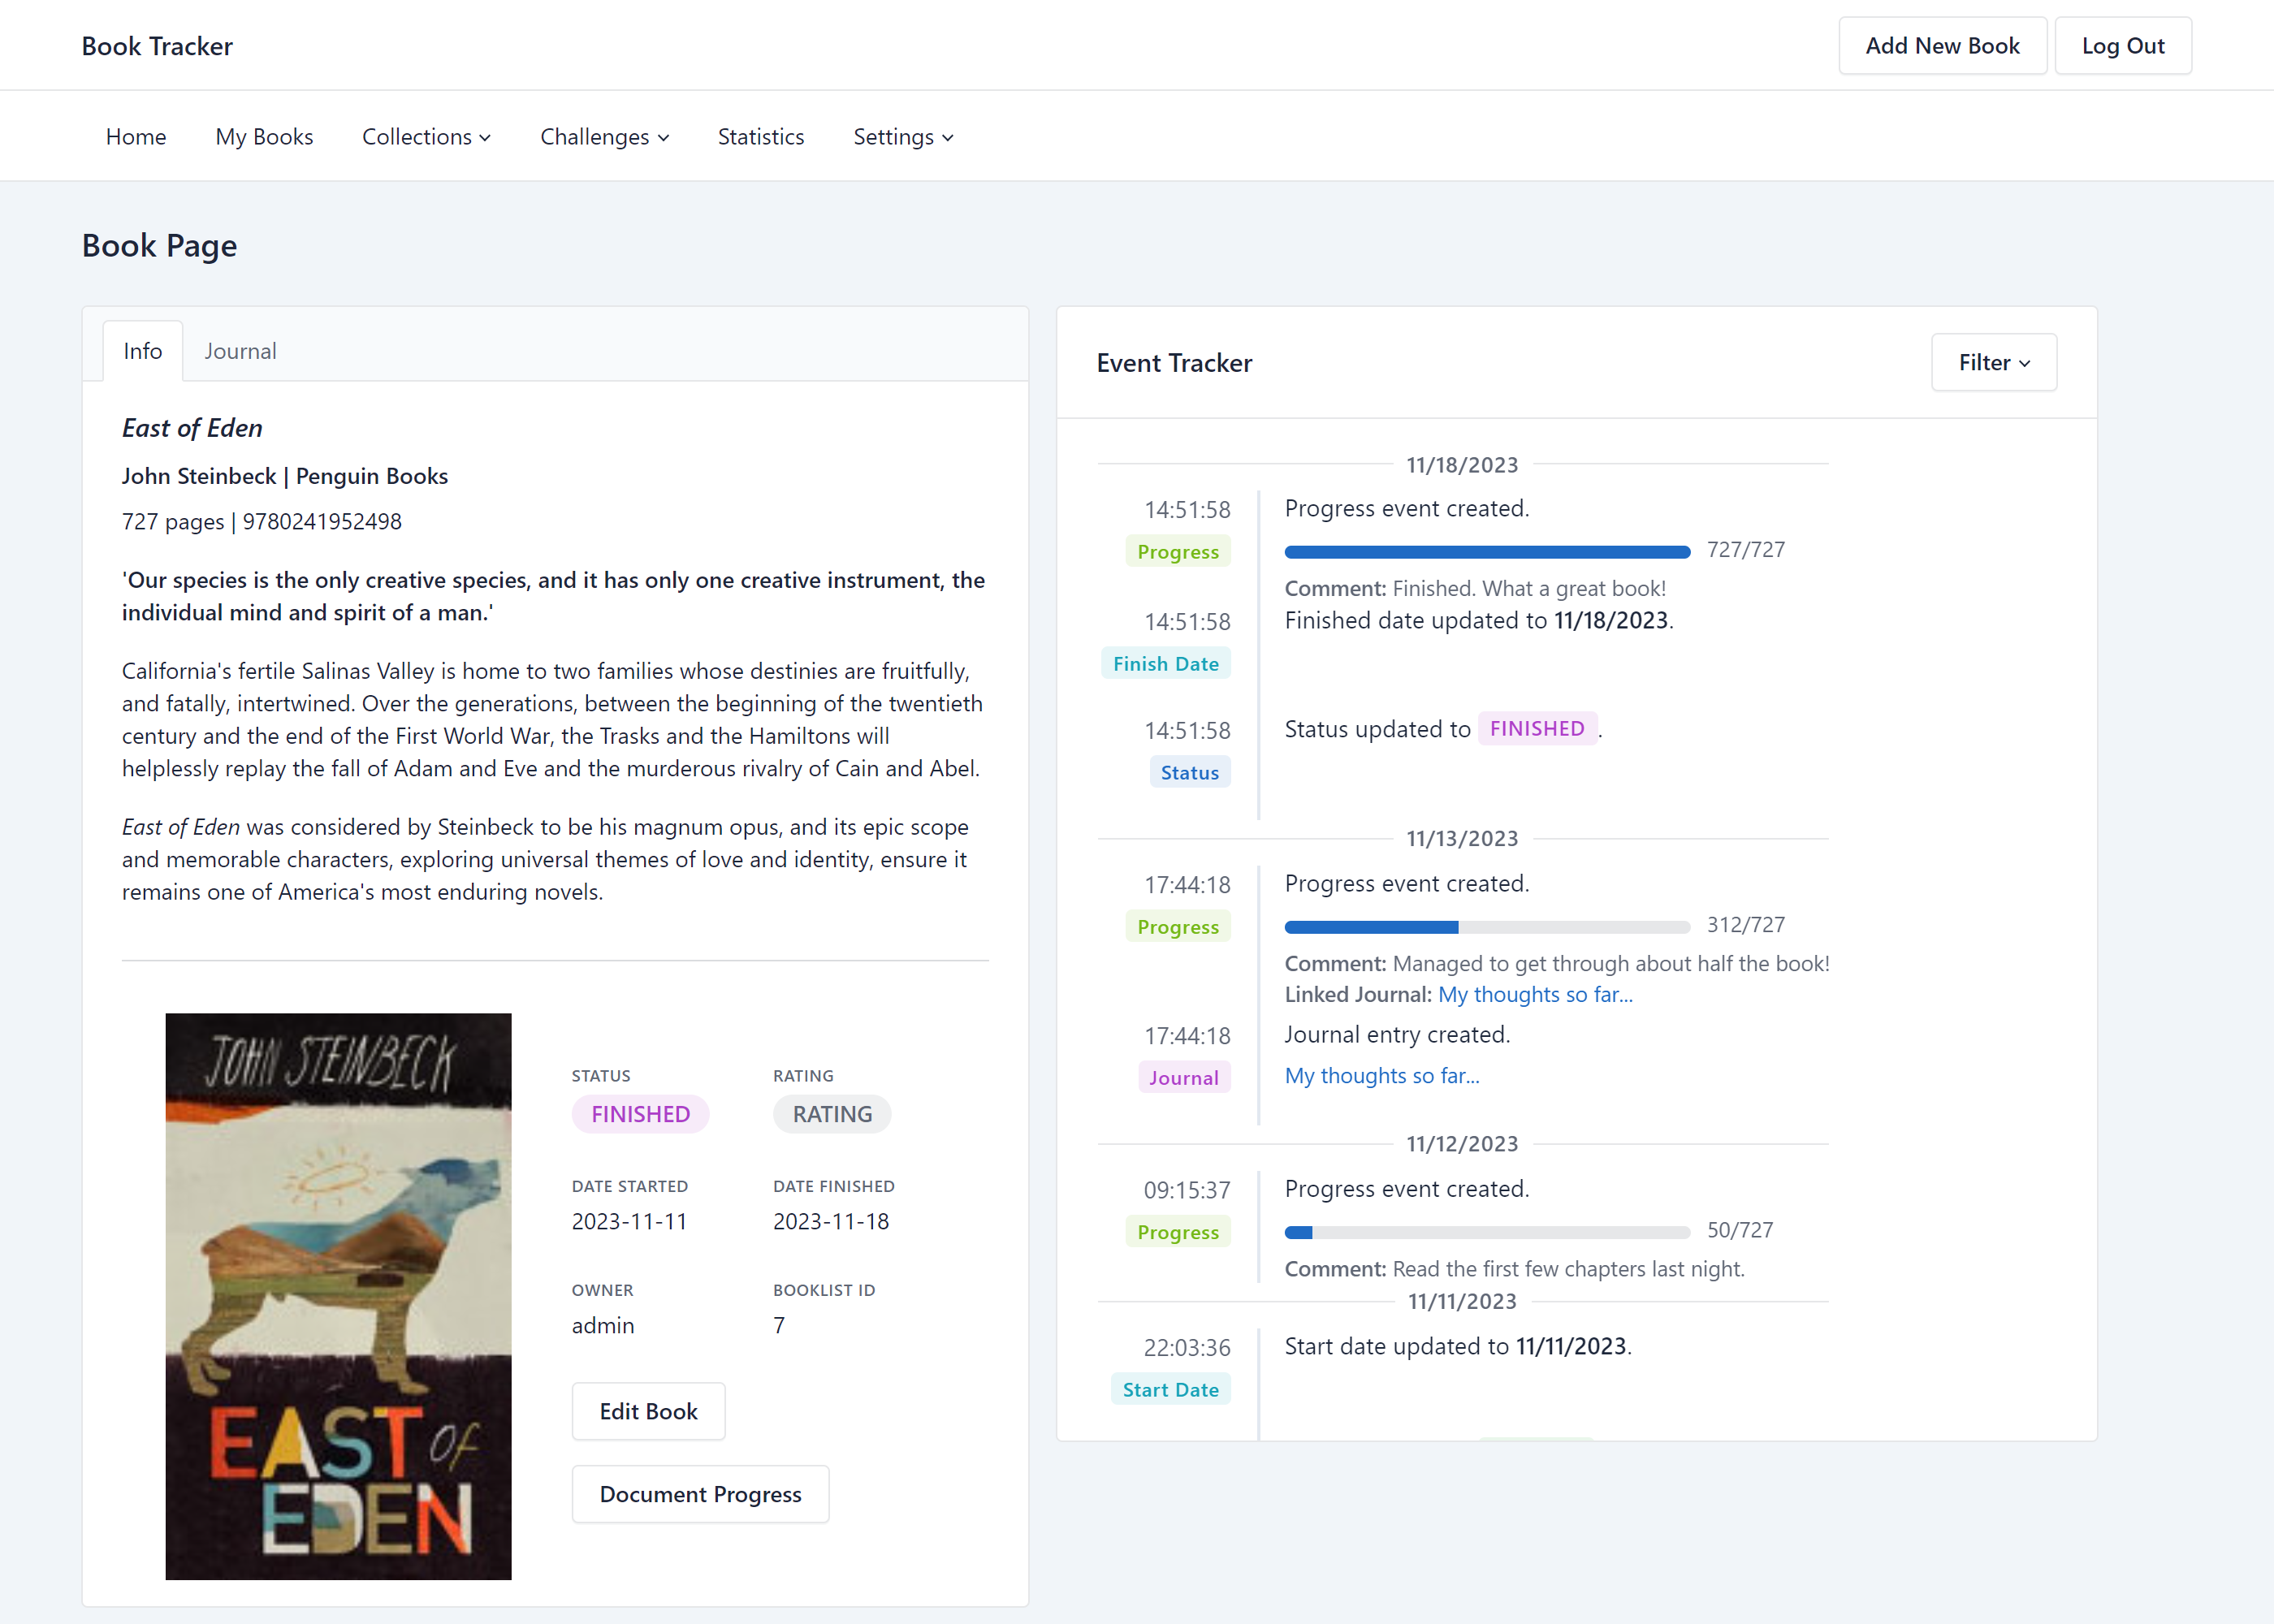 Book Tracker
Add New Book
Log Out
Home
My Books
Collections
Challenges
Statistics
Settings
Book Page
Info
Journal
East of Eden
John Steinbeck | Penguin Books
727 pages | 9780241952498
'Our species is the only creative species, and it has only one creative instrument, the
individual mind and spirit of a man.'
California's fertile Salinas Valley is home to two families whose destinies are fruitfully,
and fatally, intertwined. Over the generations, between the beginning of the twentieth
century and the end of the First World War, the Trasks and the Hamiltons will
helplessly replay the fall of Adam and Eve and the murderous rivalry of Cain and Abel.
East of Eden was considered by Steinbeck to be his magnum opus, and its epic scope
and memorable characters, exploring universal themes of love and identity, ensure it
remains one of America's most enduring novels.
JOHN STEINBECK
EAST of
EDEN
STATUS
FINISHED
RATING
RATING
DATE STARTED
2023-11-11
DATE FINISHED
2023-11-18
OWNER
admin
BOOKLIST ID
7
Edit Book
Document Progress
Event Tracker
Filter
11/18/2023
14:51:58
Progress
Progress event created.
727/727
Comment: Finished. What a great book!
14:51:58
Finish Date
Finished date updated to 11/18/2023.
14:51:58
Status
Status updated to FINISHED.
11/13/2023
17:44:18
Progress
Progress event created.
312/727
Comment: Managed to get through about half the book!
Linked Journal: My thoughts so far...
17:44:18
Journal
Journal entry created.
My thoughts so far...
11/12/2023
09:15:37
Progress
Progress event created.
50/727
Comment: Read the first few chapters last night.
11/11/2023
22:03:36
Start Date
Start date updated to 11/11/2023.